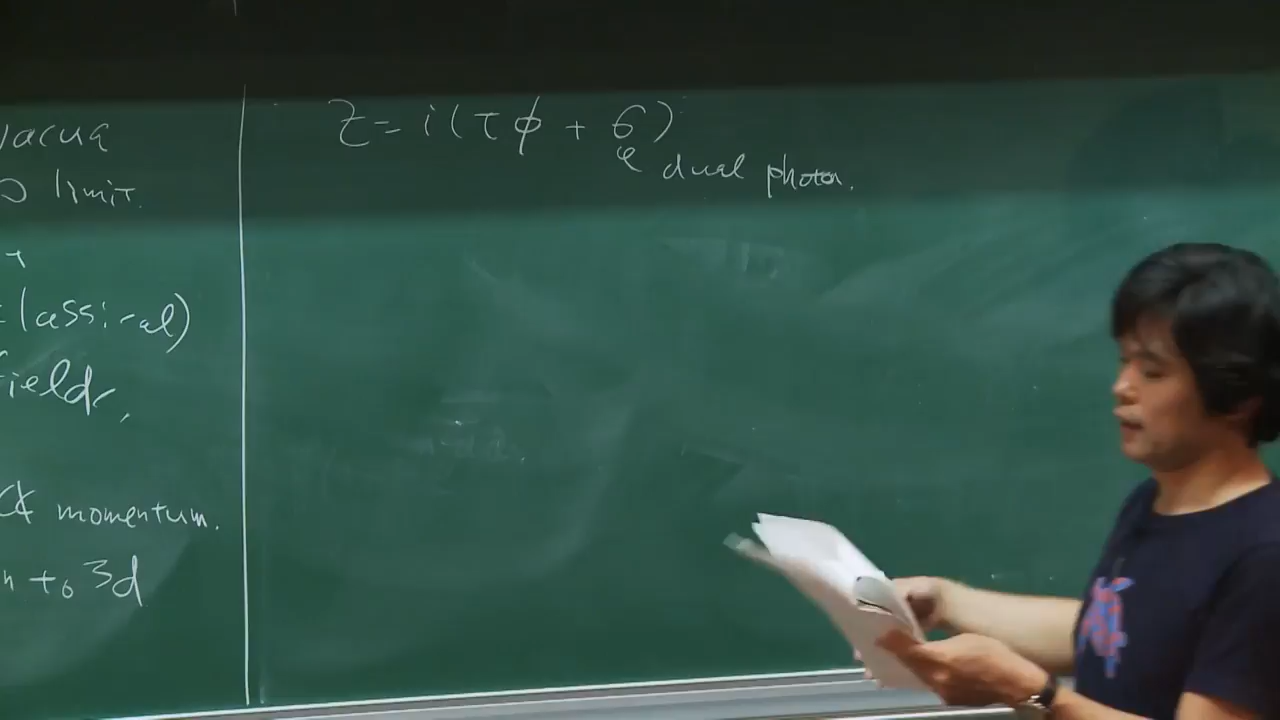 vacua
limit.
classical)
fields,
momentum.
to 3d
Z = i(τφ + σ)
dual photon.